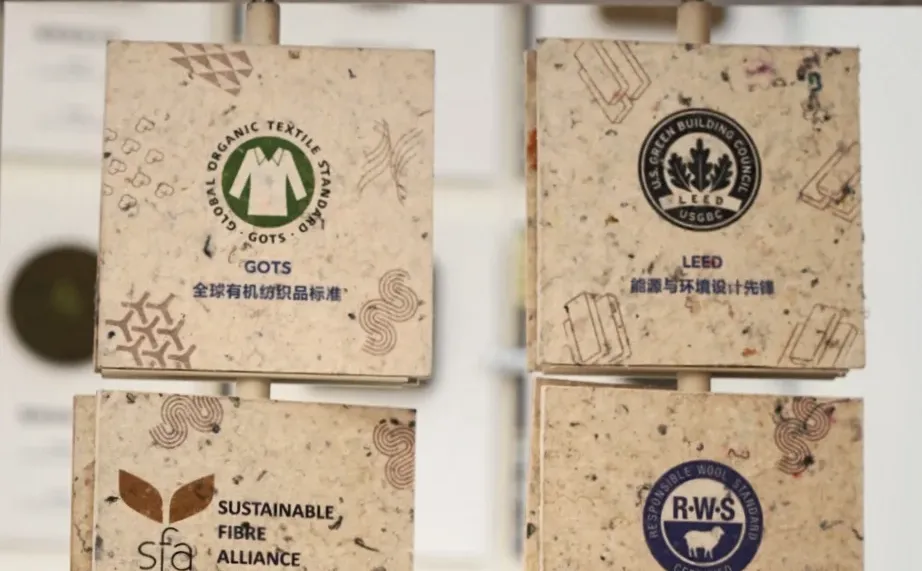 GLOBAL ORGANIC TEXTILE STANDARD
· GOTS ·
GOTS
全球有机纺织品标准
U.S. GREEN BUILDING COUNCIL
LEED
USGBC
LEED
能源与环境设计先锋
sfa
SUSTAINABLE
FIBRE
ALLIANCE
RESPONSIBLE WOOL STANDARD
R·W·S
CERTIFIED